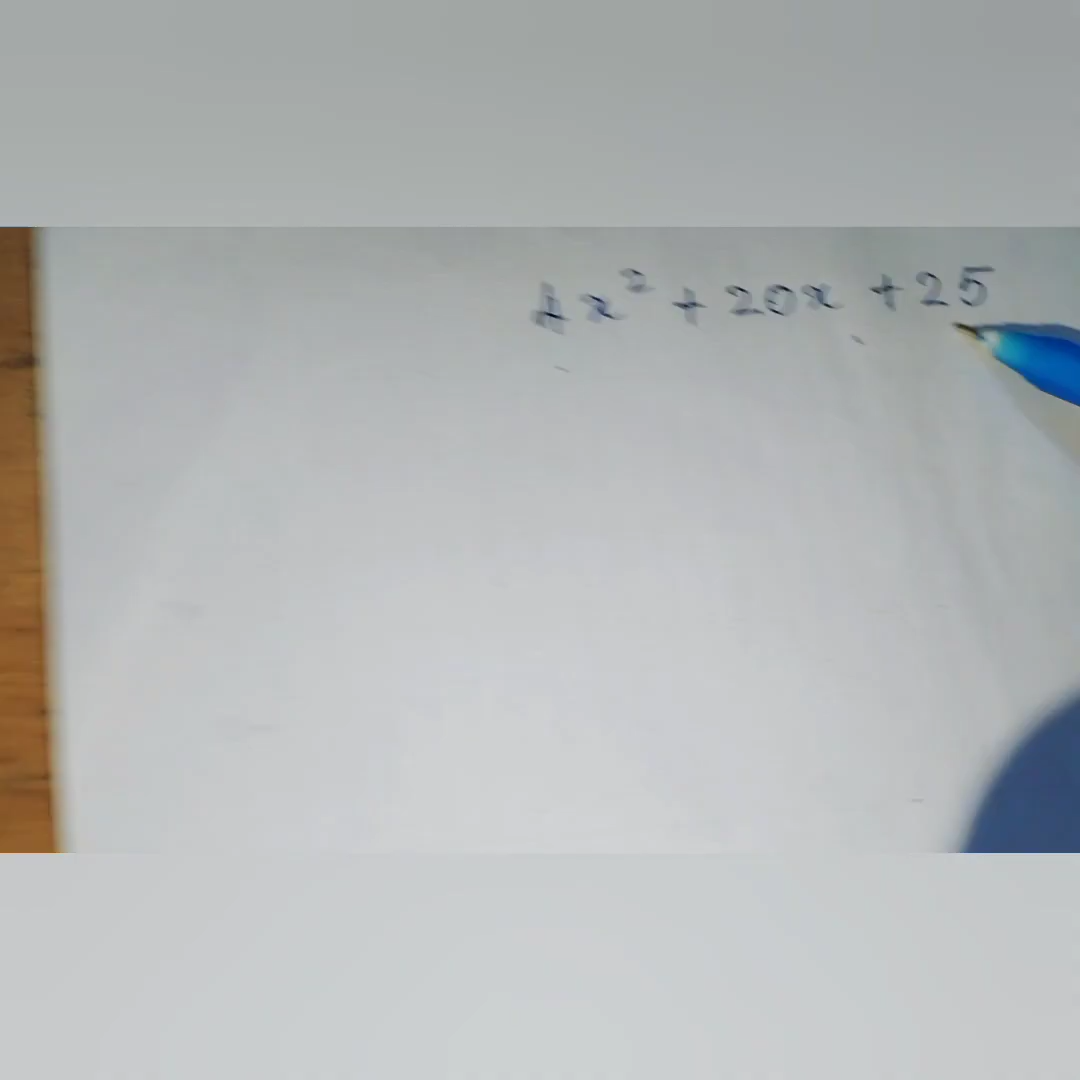 4x² + 20x + 25